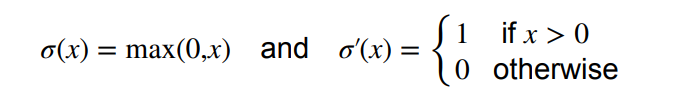 σ(x) = max(0,x) and σ′(x) = { 1 if x > 0
0 otherwise